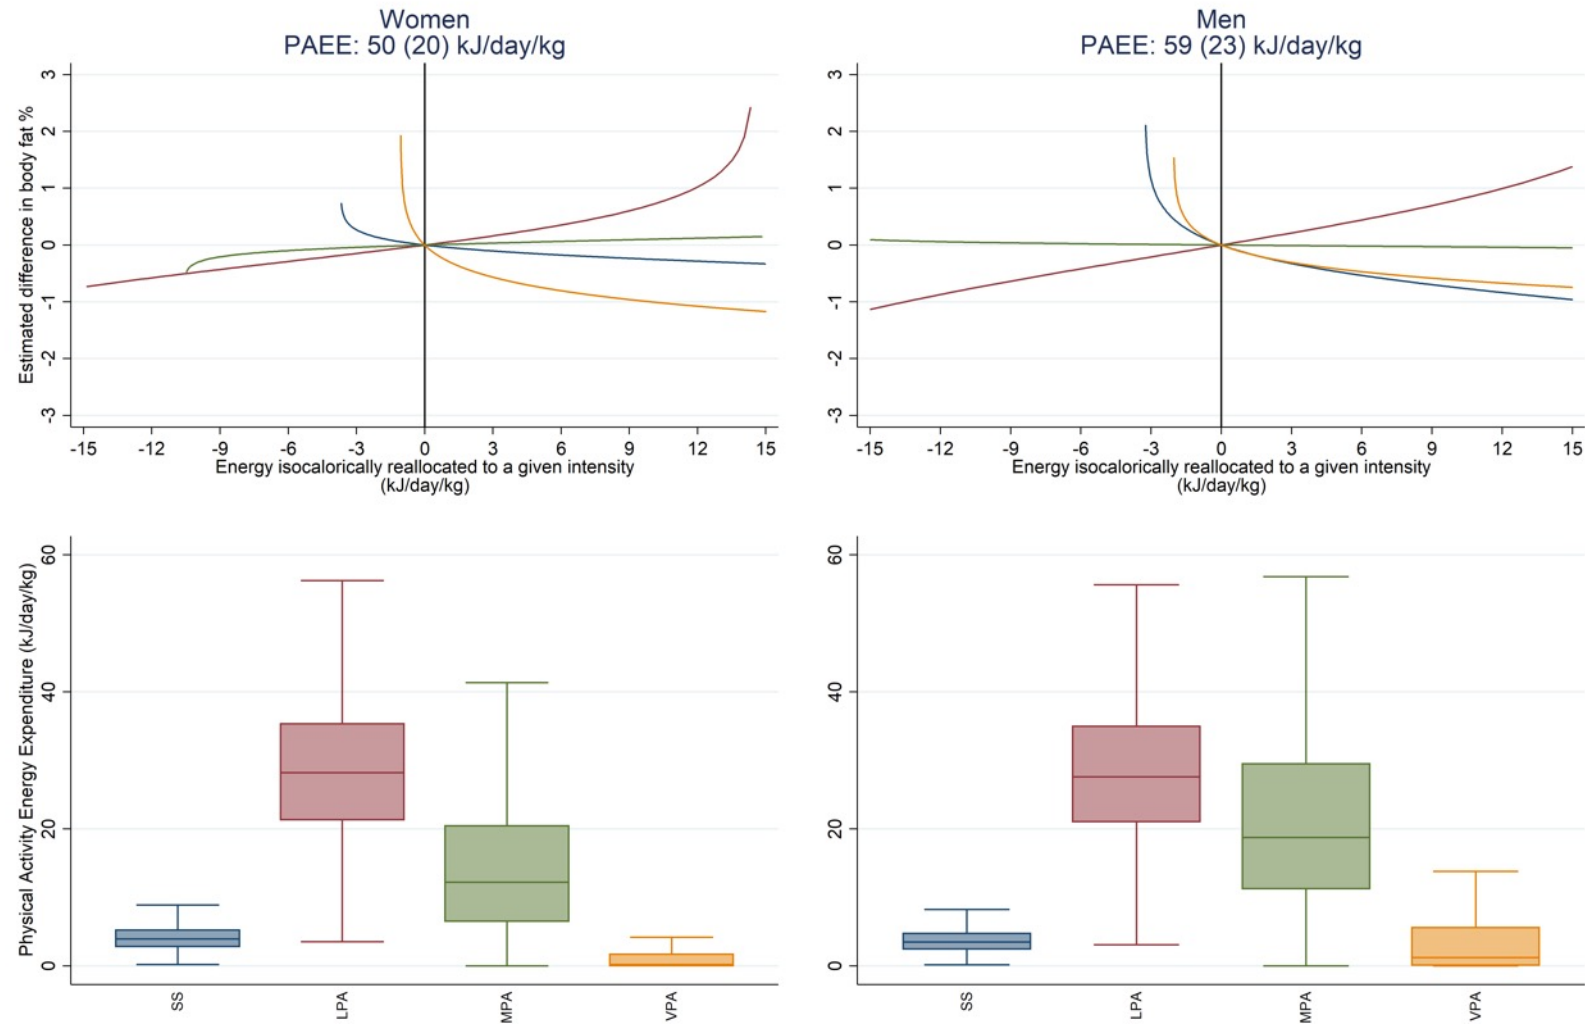 Women
PAEE: 50 (20) kJ/day/kg
Men
PAEE: 59 (23) kJ/day/kg
Estimated difference in body fat %
3
2
1
0
-1
-2
-3
-15 -12 -9 -6 -3 0 3 6 9 12 15
Energy isocalorically reallocated to a given intensity
(kJ/day/kg)
3
2
1
0
-1
-2
-3
-15 -12 -9 -6 -3 0 3 6 9 12 15
Energy isocalorically reallocated to a given intensity
(kJ/day/kg)
Physical Activity Energy Expenditure (kJ/day/kg)
60
40
20
0
SS LPA MPA VPA
60
40
20
0
SS LPA MPA VPA